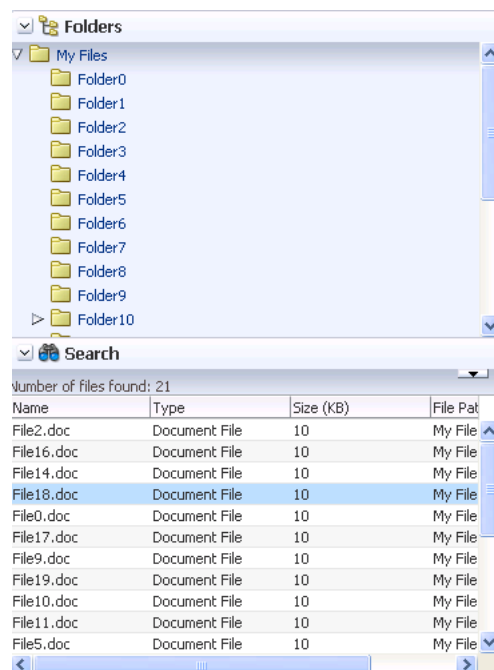 Folders
My Files
Folder0
Folder1
Folder2
Folder3
Folder4
Folder5
Folder6
Folder7
Folder8
Folder9
Folder10
Search
Number of files found: 21
Name Type Size (KB) File Pat
File2.doc Document File 10 My File
File16.doc Document File 10 My File
File14.doc Document File 10 My File
File18.doc Document File 10 My File
File0.doc Document File 10 My File
File17.doc Document File 10 My File
File9.doc Document File 10 My File
File19.doc Document File 10 My File
File10.doc Document File 10 My File
File11.doc Document File 10 My File
File5.doc Document File 10 My File